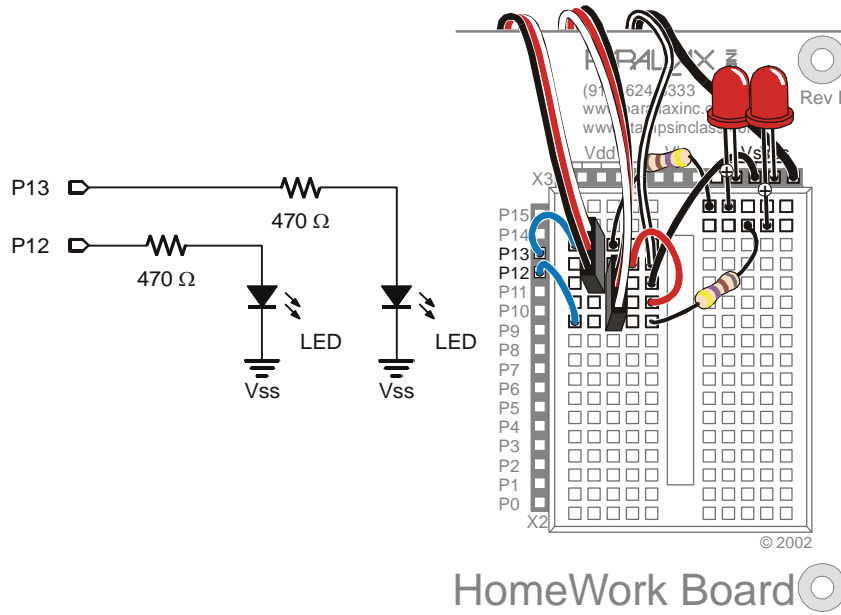 P13
470 Ω
P12
470 Ω
LED
LED
Vss
Vss
Rev
Vdd
X3
P15
P14
P13
P12
P11
P10
P9
P8
P7
P6
P5
P4
P3
P2
P1
P0
X2
© 2002
HomeWork Board